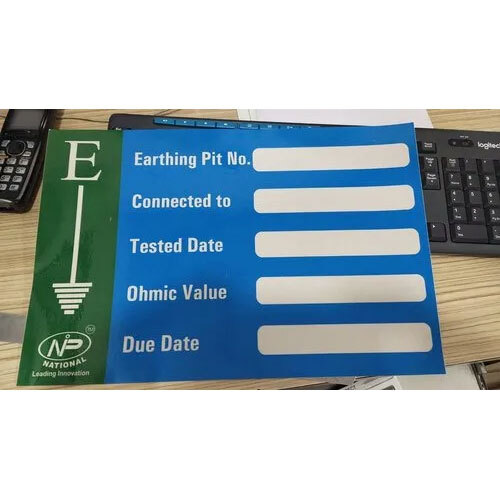 E
Earthing Pit No.
Connected to
Tested Date
Ohmic Value
Due Date
NP
NATIONAL
Leading Innovation
logitech